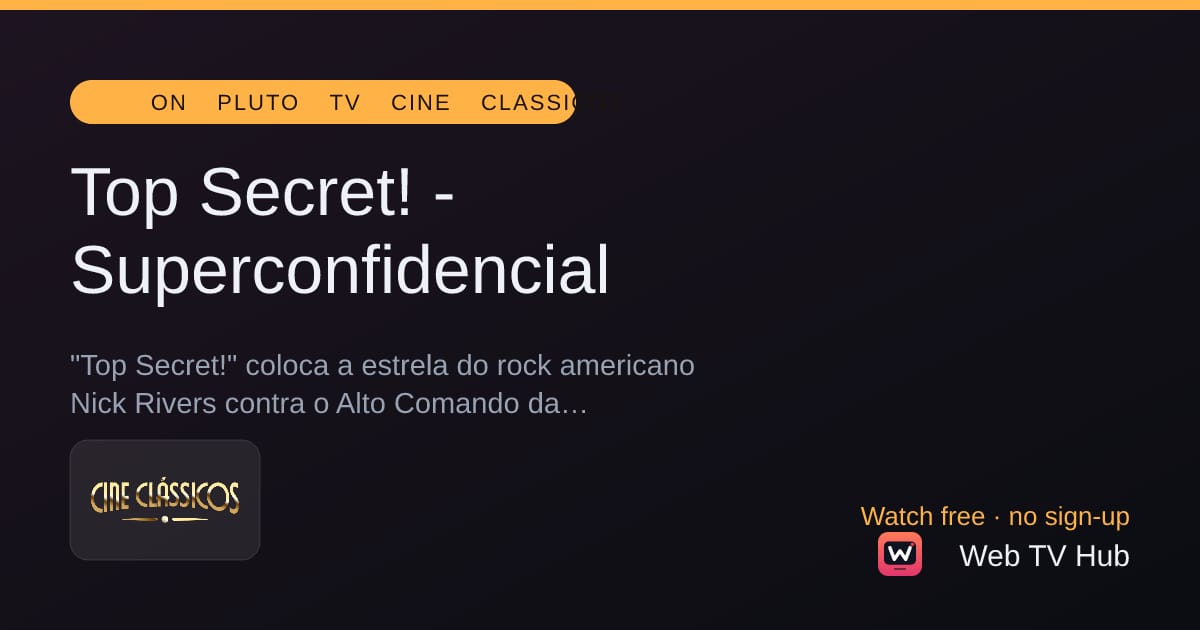 ON PLUTO TV CINE CLASSIC
Top Secret! -
Superconfidencial
"Top Secret!" coloca a estrela do rock americano
Nick Rivers contra o Alto Comando da…
CINE CLÁSSICOS
Watch free · no sign-up
W
Web TV Hub